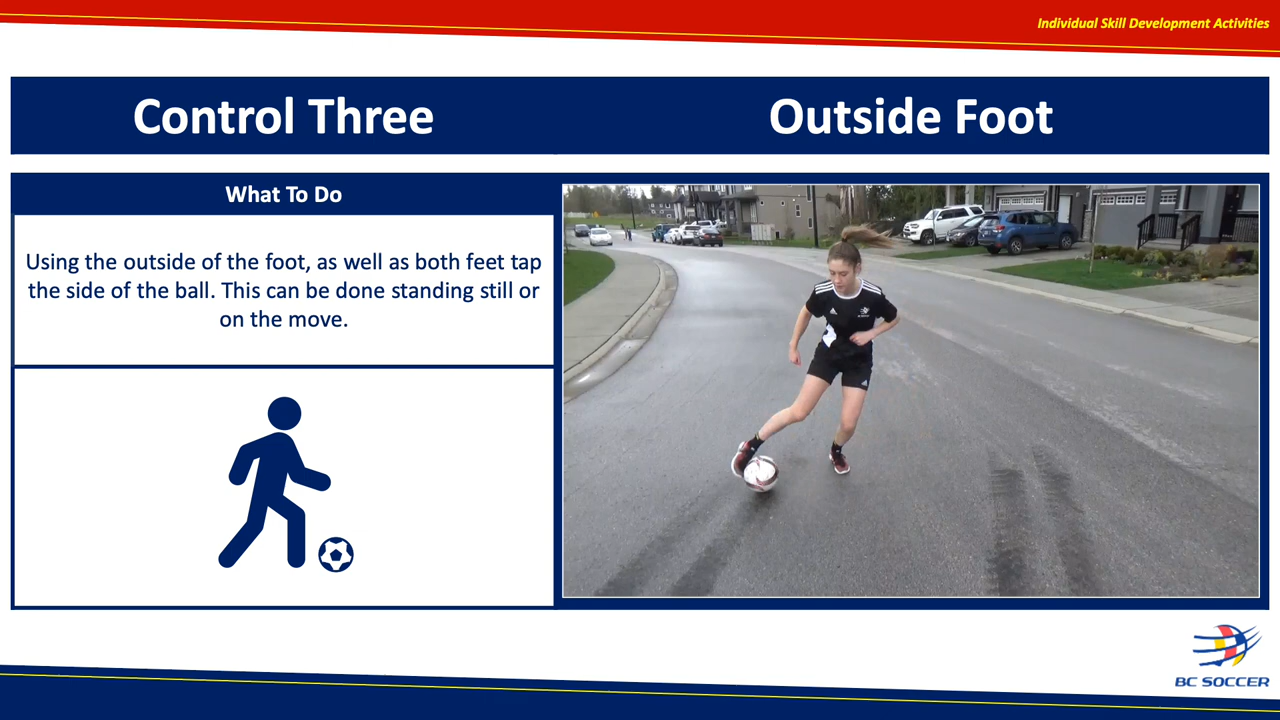 Individual Skill Development Activities
Control Three
Outside Foot
What To Do
Using the outside of the foot, as well as both feet tap
the side of the ball. This can be done standing still or
on the move.
BC SOCCER